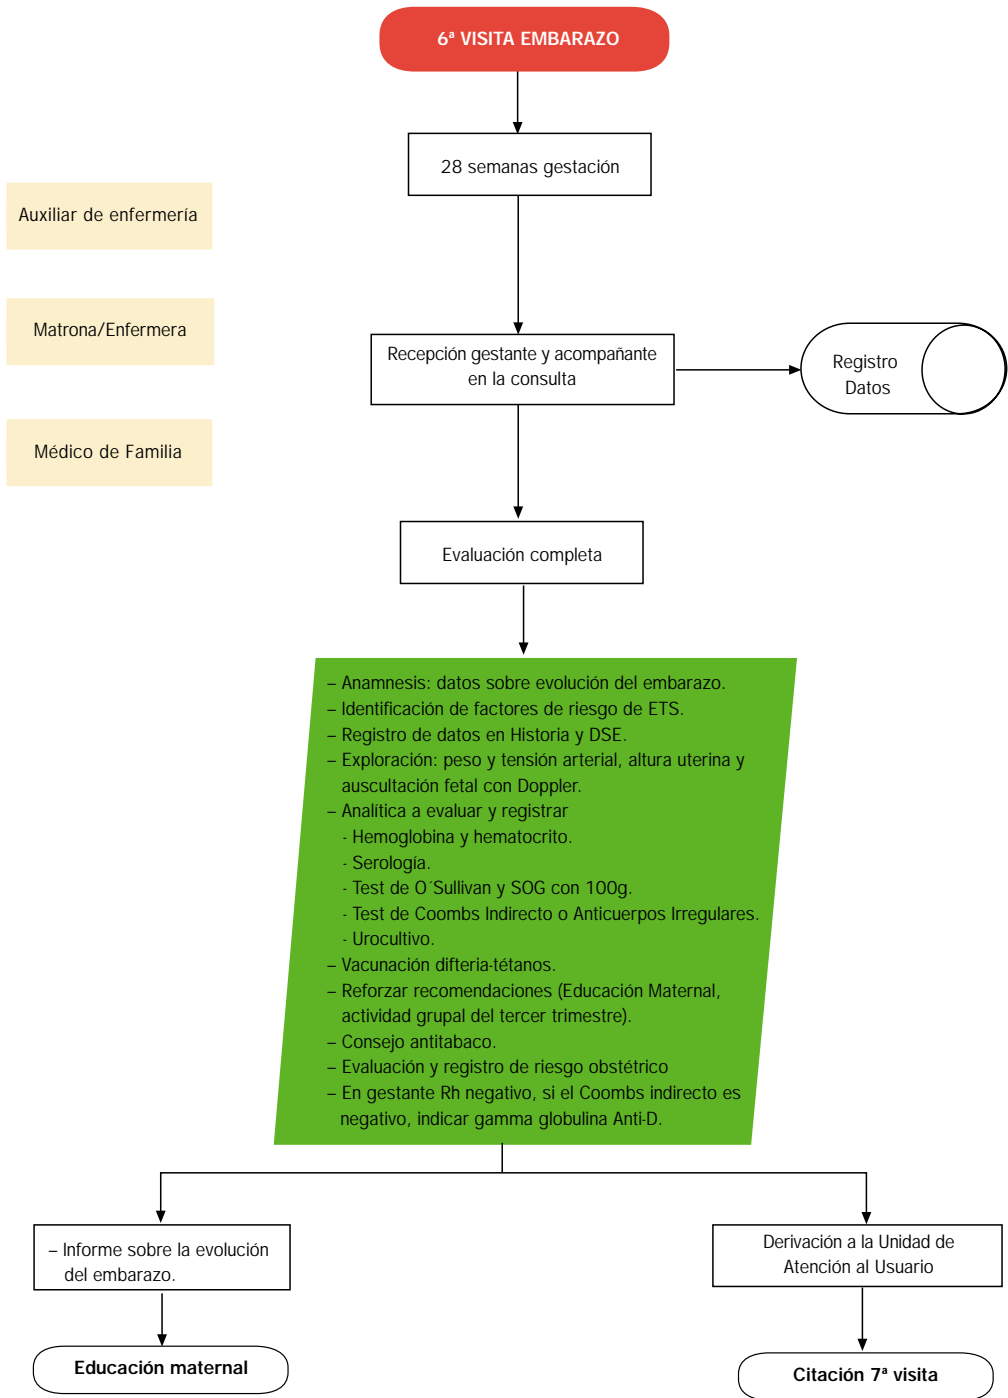 6ª VISITA EMBARAZO
28 semanas gestación
Auxiliar de enfermería
Matrona/Enfermera
Recepción gestante y acompañante
en la consulta
Registro
Datos
Médico de Familia
Evaluación completa
– Anamnesis: datos sobre evolución del embarazo.
– Identificación de factores de riesgo de ETS.
– Registro de datos en Historia y DSE.
– Exploración: peso y tensión arterial, altura uterina y
auscultación fetal con Doppler.
– Analítica a evaluar y registrar
- Hemoglobina y hematocrito.
- Serología.
- Test de O´Sullivan y SOG con 100g.
- Test de Coombs Indirecto o Anticuerpos Irregulares.
- Urocultivo.
– Vacunación difteria-tétanos.
– Reforzar recomendaciones (Educación Maternal,
actividad grupal del tercer trimestre).
– Consejo antitabaco.
– Evaluación y registro de riesgo obstétrico
– En gestante Rh negativo, si el Coombs indirecto es
negativo, indicar gamma globulina Anti-D.
– Informe sobre la evolución
del embarazo.
Derivación a la Unidad de
Atención al Usuario
Educación maternal
Citación 7ª visita